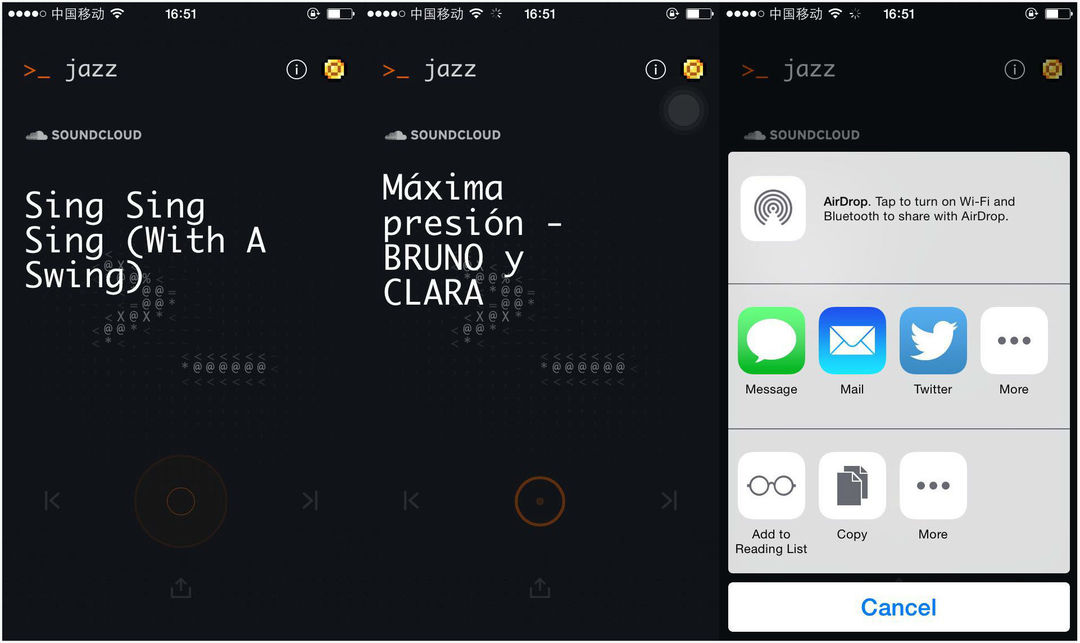 中国移动 16:51
>_ jazz
SOUNDCLOUD
Sing Sing
Sing (With A
Swing)
@ X <
@@% <
@@=
=@@*
<X@X*<
<@@*<
<*<
<<<<<<<
*@@@@@@<
<<<<<<<
中国移动 16:51
>_ jazz
SOUNDCLOUD
Máxima
presión -
BRUNO y
CLARA
@@=
=@@*
<X@X*<
<@@*<
<*<
<<<<<<<
*@@@@@@<
<<<<<<<
中国移动 16:51
>_ jazz
SOUNDCLOUD
AirDrop. Tap to turn on Wi-Fi and
Bluetooth to share with AirDrop.
Message Mail Twitter More
Add to
Reading List
Copy
More
Cancel